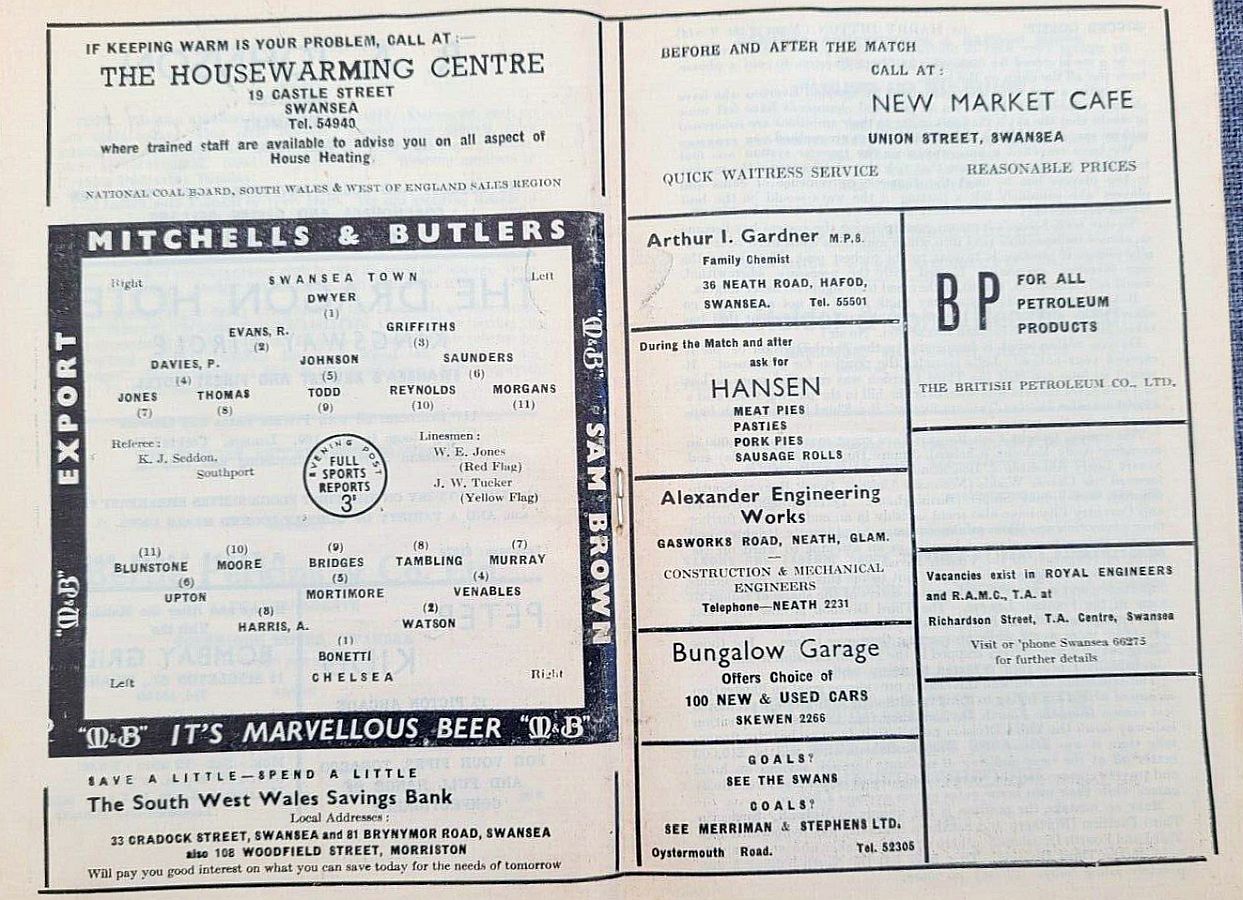 IF KEEPING WARM IS YOUR PROBLEM, CALL AT :—
THE HOUSEWARMING CENTRE
19 CASTLE STREET
SWANSEA
Tel. 54940
where trained staff are available to advise you on all aspect of
House Heating
NATIONAL COAL BOARD, SOUTH WALES & WEST OF ENGLAND SALES REGION
MITCHELLS & BUTLERS
EXPORT
"M&B"
"M&B" SAM BROWN
Right SWANSEA TOWN Left
DWYER
(1)
EVANS, R. GRIFFITHS
(2) (3)
DAVIES, P. JOHNSON SAUNDERS
(4) (5) (6)
JONES THOMAS TODD REYNOLDS MORGANS
(7) (8) (9) (10) (11)
Referee :
K. J. Seddon,
Southport
EVENING POST
FULL
SPORTS
REPORTS
3d
Linesmen :
W. E. Jones
(Red Flag)
J. W. Tucker
(Yellow Flag)
(11) (10) (9) (8) (7)
BLUNSTONE MOORE BRIDGES TAMBLING MURRAY
(6) (5) (4)
UPTON MORTIMORE VENABLES
(3) (2)
HARRIS, A. WATSON
(1)
BONETTI
Left CHELSEA Right
"M&B" IT'S MARVELLOUS BEER "M&B"
SAVE A LITTLE—SPEND A LITTLE
The South West Wales Savings Bank
Local Addresses :
33 CRADOCK STREET, SWANSEA and 81 BRYNYMOR ROAD, SWANSEA
also 108 WOODFIELD STREET, MORRISTON
Will pay you good interest on what you can save today for the needs of tomorrow
BEFORE AND AFTER THE MATCH
CALL AT :
NEW MARKET CAFE
UNION STREET, SWANSEA
QUICK WAITRESS SERVICE REASONABLE PRICES
Arthur I. Gardner M.P.S.
Family Chemist
36 NEATH ROAD, HAFOD,
SWANSEA. Tel. 55501
During the Match and after
ask for
HANSEN
MEAT PIES
PASTIES
PORK PIES
SAUSAGE ROLLS
Alexander Engineering
Works
GASWORKS ROAD, NEATH, GLAM.
—
CONSTRUCTION & MECHANICAL
ENGINEERS
Telephone—NEATH 2231
Bungalow Garage
Offers Choice of
100 NEW & USED CARS
SKEWEN 2266
GOALS?
SEE THE SWANS
GOALS?
SEE MERRIMAN & STEPHENS LTD.
Oystermouth Road. Tel. 52305
BP FOR ALL
PETROLEUM
PRODUCTS
THE BRITISH PETROLEUM CO., LTD.
Vacancies exist in ROYAL ENGINEERS
and R.A.M.C., T.A. at
Richardson Street, T.A. Centre, Swansea
Visit or 'phone Swansea 66275
for further details